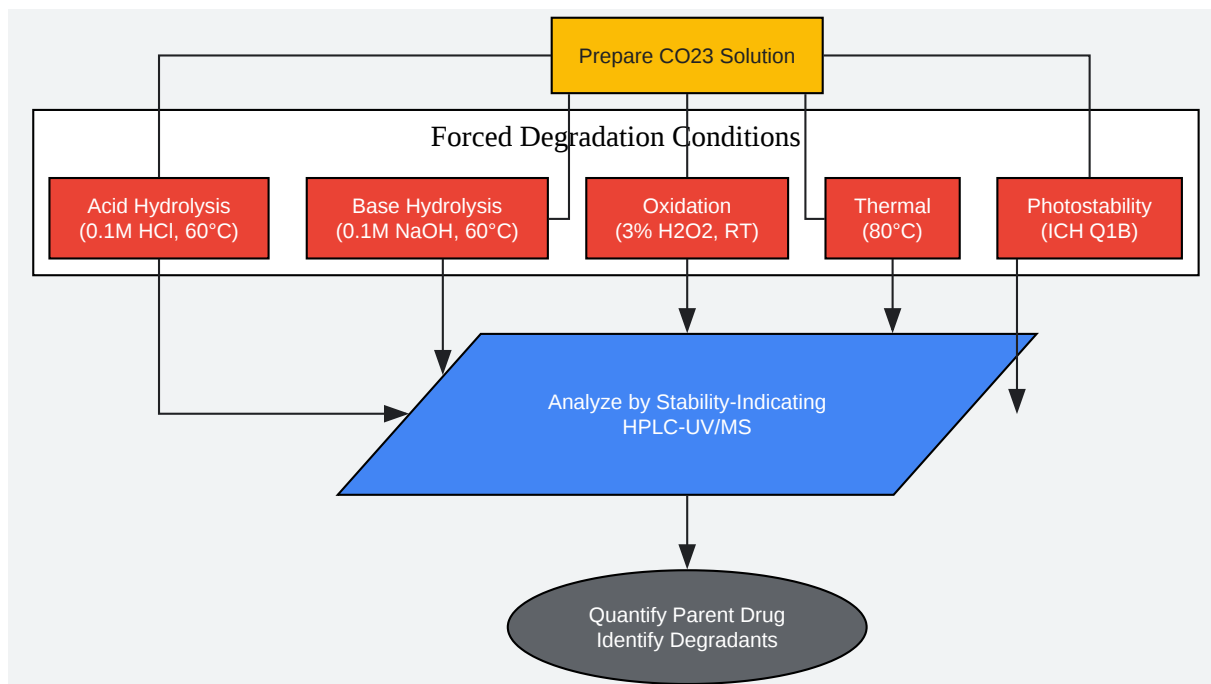 Prepare CO23 Solution
Forced Degradation Conditions
Acid Hydrolysis
(0.1M HCl, 60°C)
Base Hydrolysis
(0.1M NaOH, 60°C)
Oxidation
(3% H2O2, RT)
Thermal
(80°C)
Photostability
(ICH Q1B)
Analyze by Stability-Indicating
HPLC-UV/MS
Quantify Parent Drug
Identify Degradants